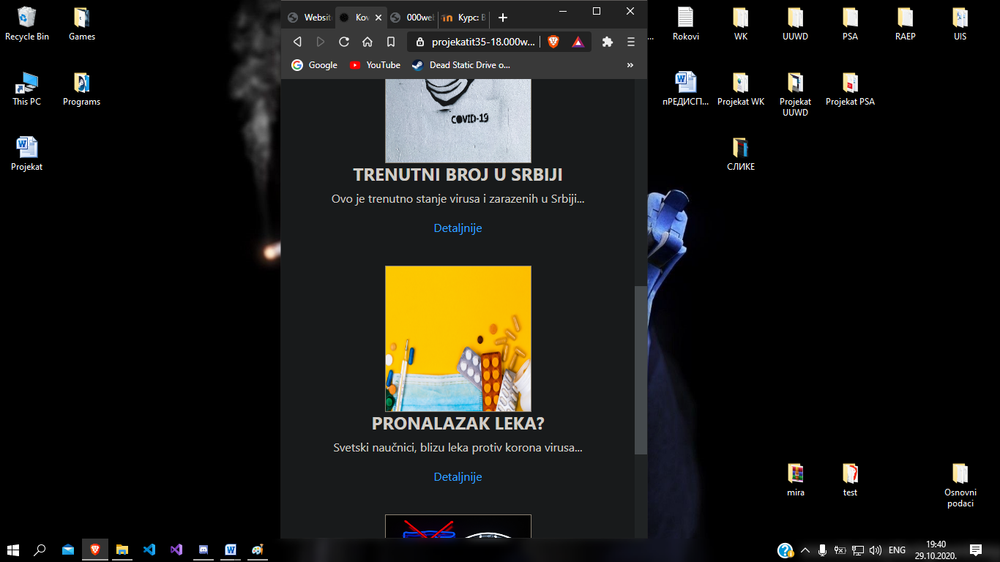 Recycle Bin
Games
This PC
Programs
Projekat
Websit
Kov
000wel
Курс: В
projekatit35-18.000w...
Google
YouTube
Dead Static Drive o...
»
COVID-19
TRENUTNI BROJ U SRBIJI
Ovo je trenutno stanje virusa i zarazenih u Srbiji...
Detaljnije
PRONALAZAK LEKA?
Svetski naučnici, blizu leka protiv korona virusa...
Detaljnije
...
Rokovi
WK
UUWD
PSA
RAEP
UIS
пРЕДИСП...
Projekat WK
Projekat
UUWD
Projekat PSA
СЛИКЕ
mira
test
Osnovni
podaci
ENG
19:40
29.10.2020.